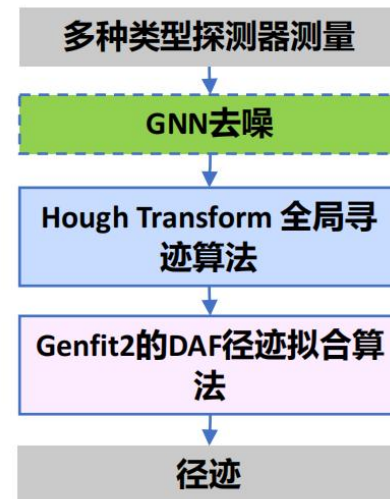 多种类型探测器测量
GNN去噪
Hough Transform 全局寻
迹算法
Genfit2的DAF径迹拟合算
法
径迹